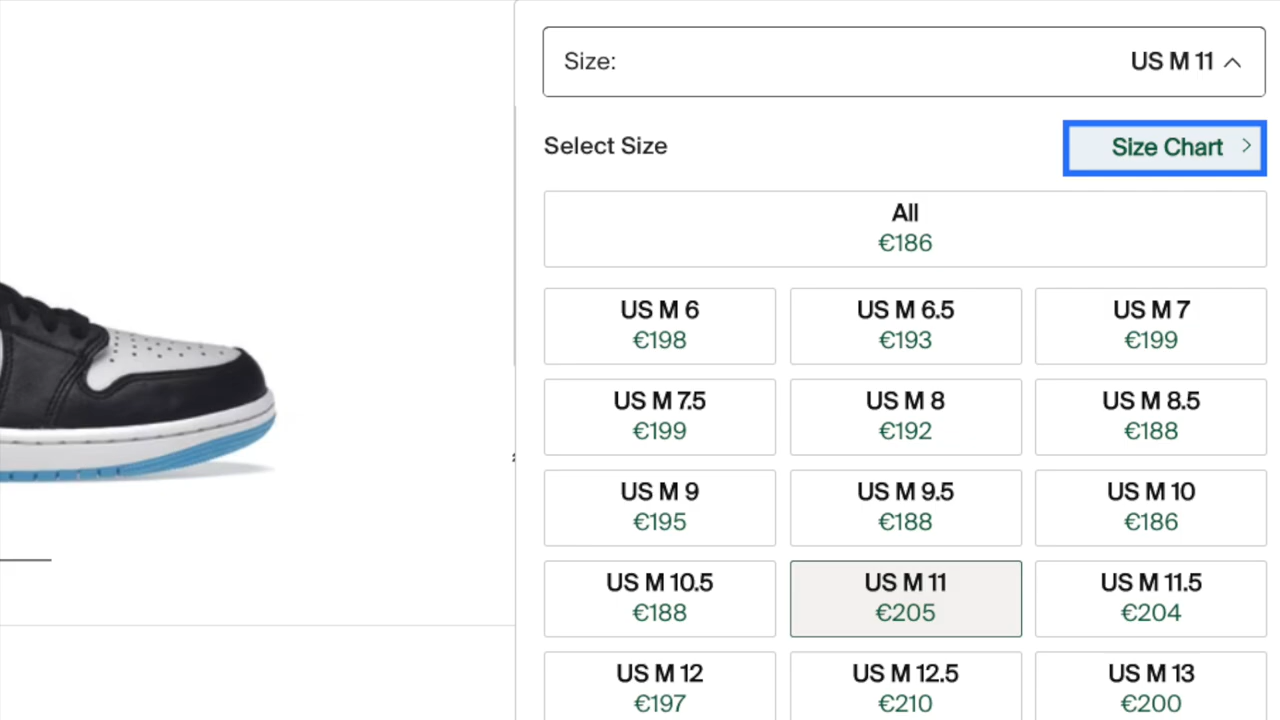 Size:
US M 11
Select Size
Size Chart
All
€186
US M 6
€198
US M 6.5
€193
US M 7
€199
US M 7.5
€199
US M 8
€192
US M 8.5
€188
US M 9
€195
US M 9.5
€188
US M 10
€186
US M 10.5
€188
US M 11
€205
US M 11.5
€204
US M 12
€197
US M 12.5
€210
US M 13
€200